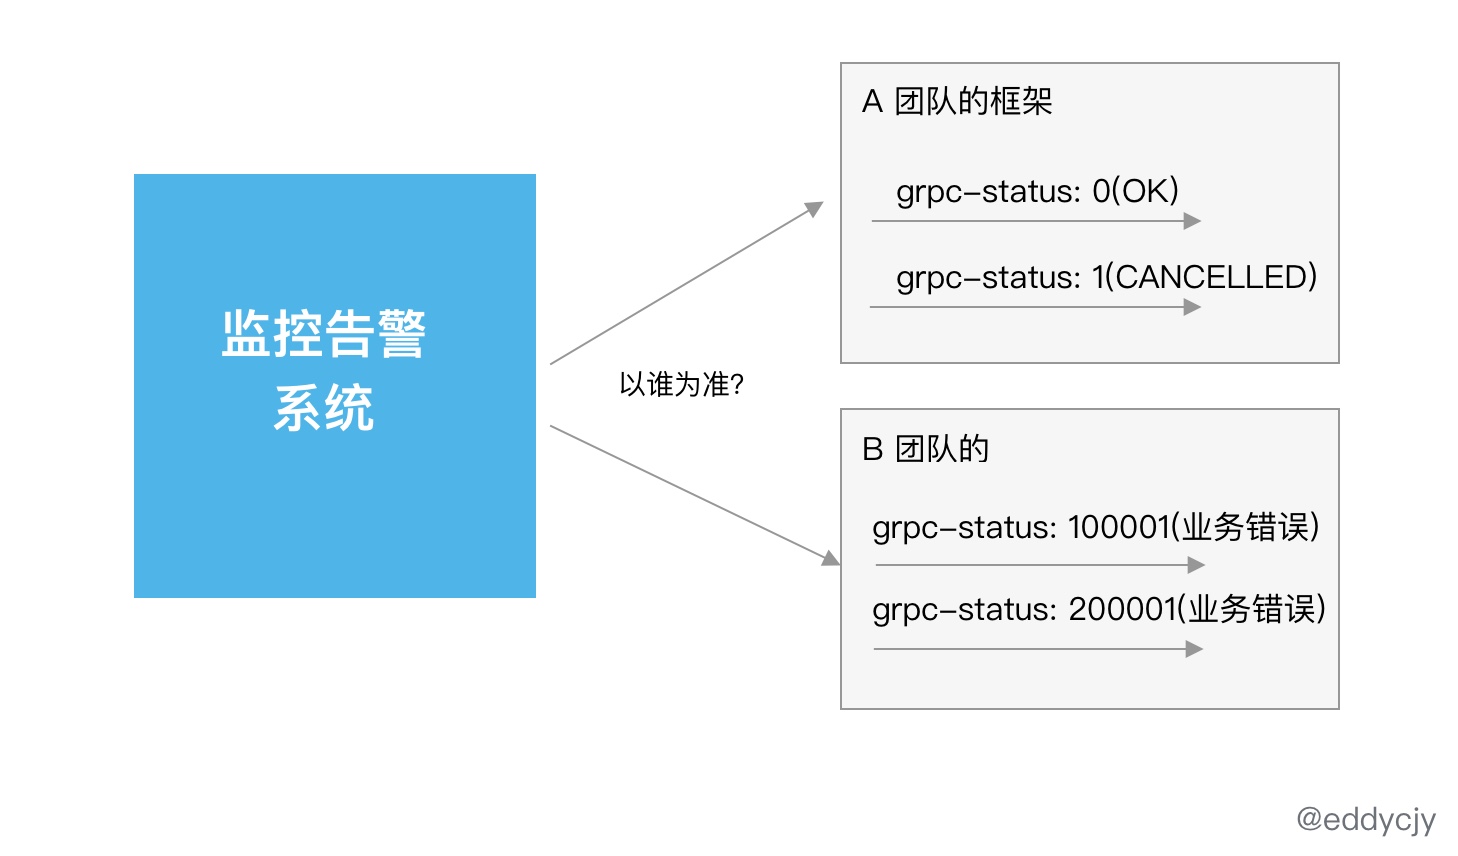 监控告警
系统
以谁为准?
A 团队的框架
grpc-status: 0(OK)
grpc-status: 1(CANCELLED)
B 团队的
grpc-status: 100001(业务错误)
grpc-status: 200001(业务错误)
@eddycjy